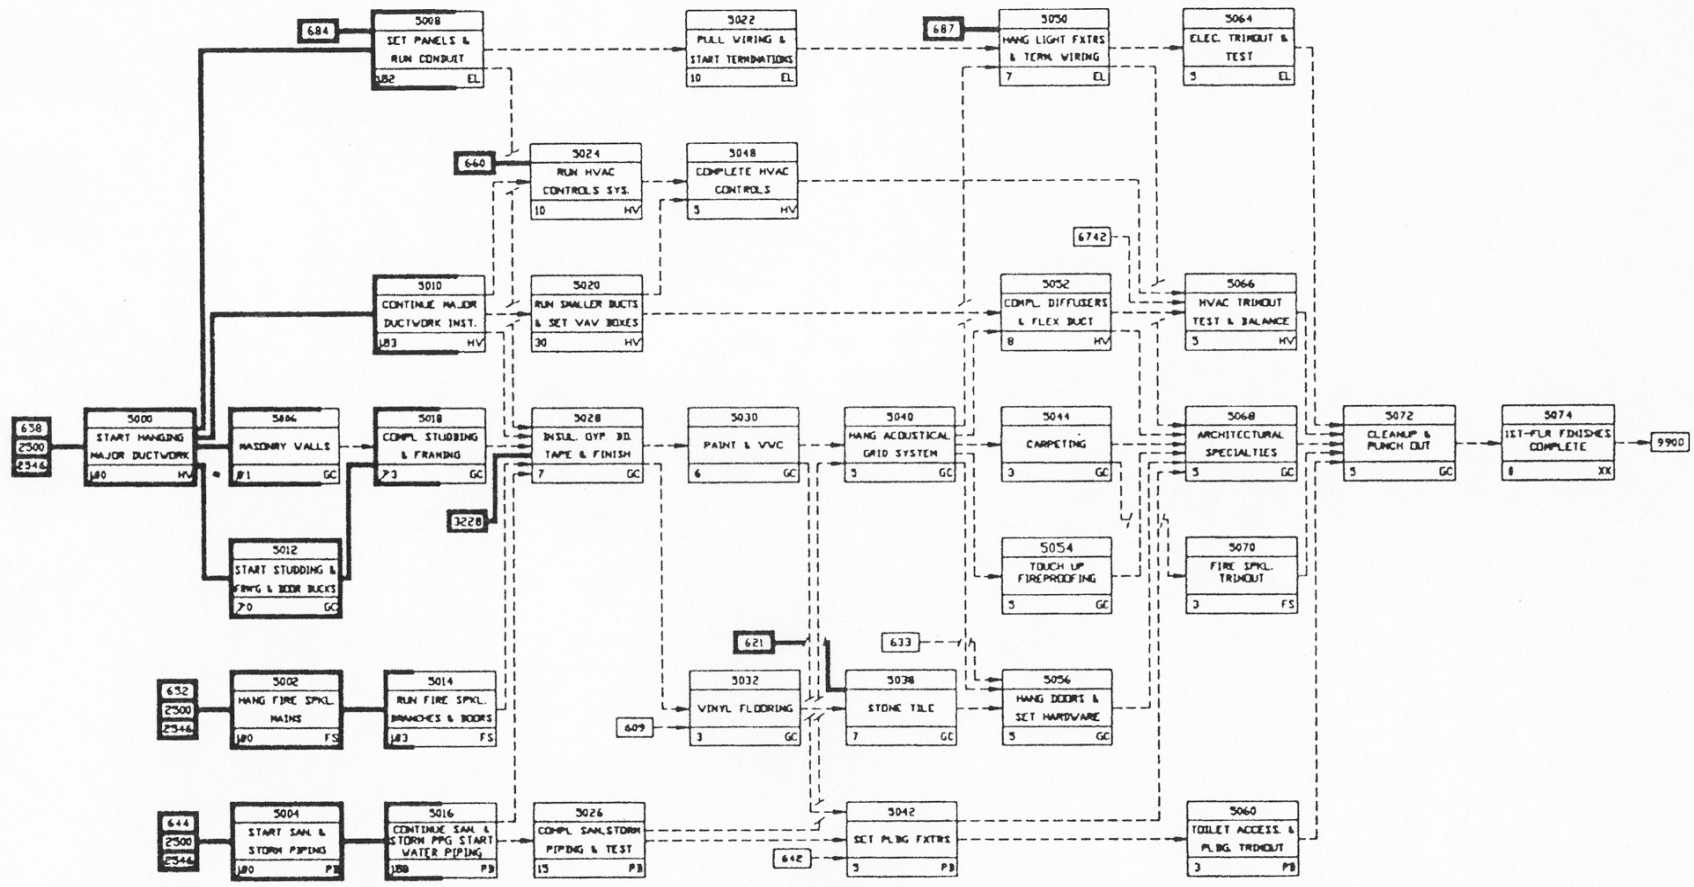 684
5008
SET PANELS &
RUN CONDUIT
EL
5022
PULL WIRING &
START TERMINATIONS
10 EL
687
5050
HANG LIGHT FXTRS
& TERM. WIRING
7 EL
5064
ELEC. TRIMOUT &
TEST
5 EL
660
5024
RUN HVAC
CONTROLS SYS.
10 HV
5048
COMPLETE HVAC
CONTROLS
5 HV
6742
5010
CONTINUE MAJOR
DUCTWORK INST.
HV
5020
RUN SMALLER DUCTS
& SET VAV BOXES
30 HV
5052
COMPL. DIFFUSERS
& FLEX DUCT
8 HV
5066
HVAC TRIMOUT
TEST & BALANCE
5 HV
658
2500
2546
5000
START HANGING
MAJOR DUCTWORK
HV
5006
MASONRY WALLS
GC
5018
COMPL STUDDING
& FRAMING
GC
5028
INSUL. GYP. BD.
TAPE & FINISH
7 GC
5030
PAINT & VWC
6 GC
5040
HANG ACOUSTICAL
GRID SYSTEM
5 GC
5044
CARPETING
3 GC
5068
ARCHITECTURAL
SPECIALTIES
5 GC
5072
CLEANUP &
PUNCH OUT
5 GC
5074
1ST-FLR FINISHES
COMPLETE
XX
9900
3228
5012
START STUDDING &
FRM'G & DOOR BUCKS
GC
5054
TOUCH UP
FIREPROOFING
5 GC
5070
FIRE SPKL.
TRIMOUT
3 FS
621
633
652
2500
2546
5002
HANG FIRE SPKL.
MAINS
FS
5014
RUN FIRE SPKL.
BRANCHES & DOORS
FS
609
5032
VINYL FLOORING
3 GC
5038
STONE TILE
7 GC
5056
HANG DOORS &
SET HARDWARE
5 GC
644
2500
2546
5004
START SAN. &
STORM PIPING
PB
5016
CONTINUE SAN. &
STORM PPG START
WATER PIPING
PB
5026
COMPL SAN.STORM
PIPING & TEST
15 PB
642
5042
SET PLBG FXTRS
5 PB
5060
TOILET ACCESS. &
PLBG. TRIMOUT
3 PB